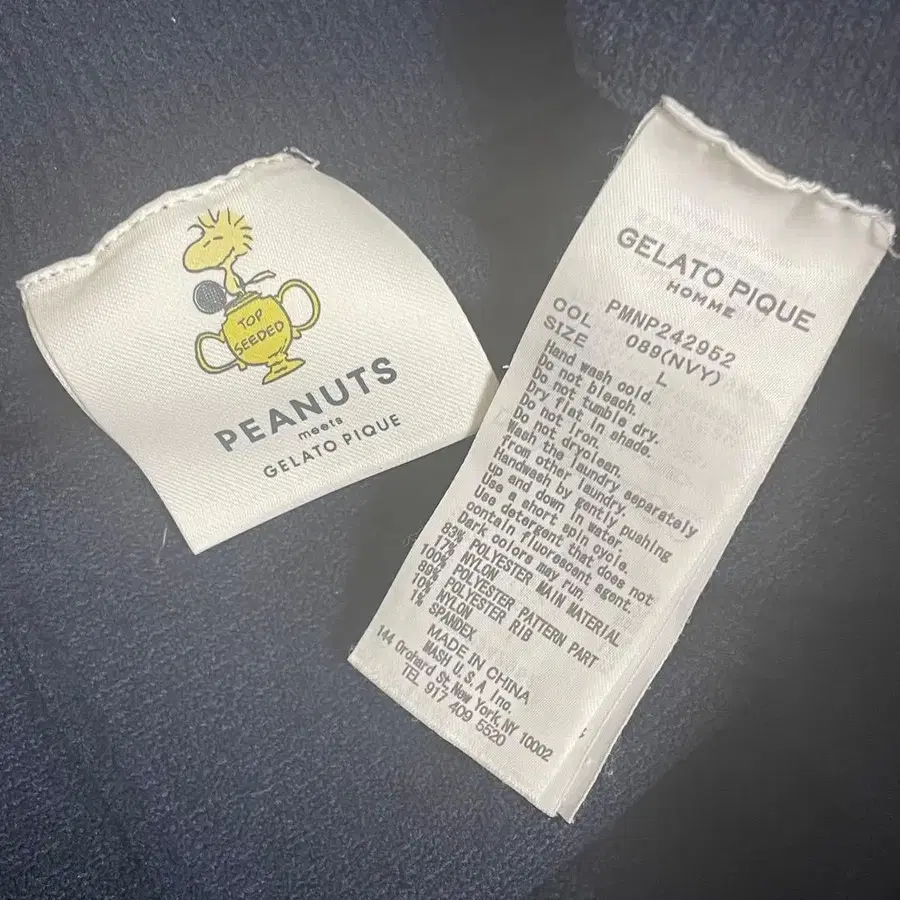 TOP
SEEDED
PEANUTS
meets
GELATO PIQUE
GELATO PIQUE
HOMME
PMNP242952
COL 089(NVY)
SIZE L
Hand wash cold.
Do not bleach.
Do not tumble dry.
Dry flat in shade.
Do not iron.
Do not dryclean.
Wash the laundry separately
from other laundry.
Handwash by gently pushing
up and down in water.
Use a short spin cycle.
Use detergent that does not
contain fluorescent agent.
Dark colors may run.
83% POLYESTER MAIN MATERIAL
17% NYLON
100% POLYESTER PATTERN PART
89% POLYESTER RIB
10% NYLON
1% SPANDEX
MADE IN CHINA
MASH U.S.A Inc.
144 Orchard St, New York, NY 10002
TEL 917 409 5520